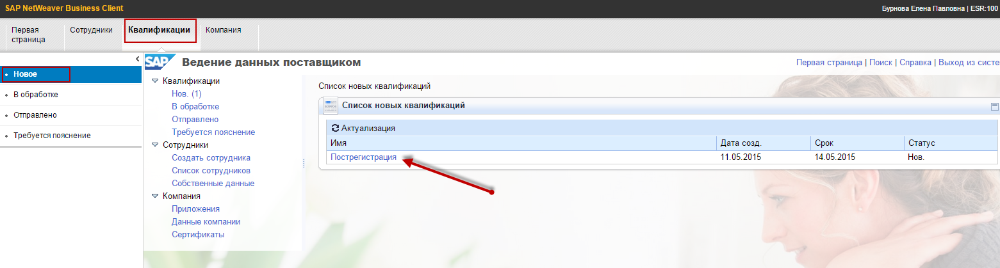 SAP NetWeaver Business Client
Бурнова Елена Павловна | ESR:100
Первая страница
Сотрудники
Квалификации
Компания
Новое
В обработке
Отправлено
Требуется пояснение
SAP
Ведение данных поставщиком
Первая страница | Поиск | Справка | Выход из систе
Квалификации
Нов. (1)
В обработке
Отправлено
Требуется пояснение
Сотрудники
Создать сотрудника
Список сотрудников
Собственные данные
Компания
Приложения
Данные компании
Сертификаты
Список новых квалификаций
Список новых квалификаций
Актуализация
Имя Дата созд. Срок Статус
Пострегистрация 11.05.2015 14.05.2015 Нов.